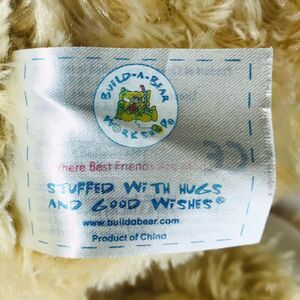 BUILD-A-BEAR
WORKSHOP®
Where Best Friends Are
STUFFED WITH HUGS
AND GOOD WISHES®
www.buildabear.com
Product of China